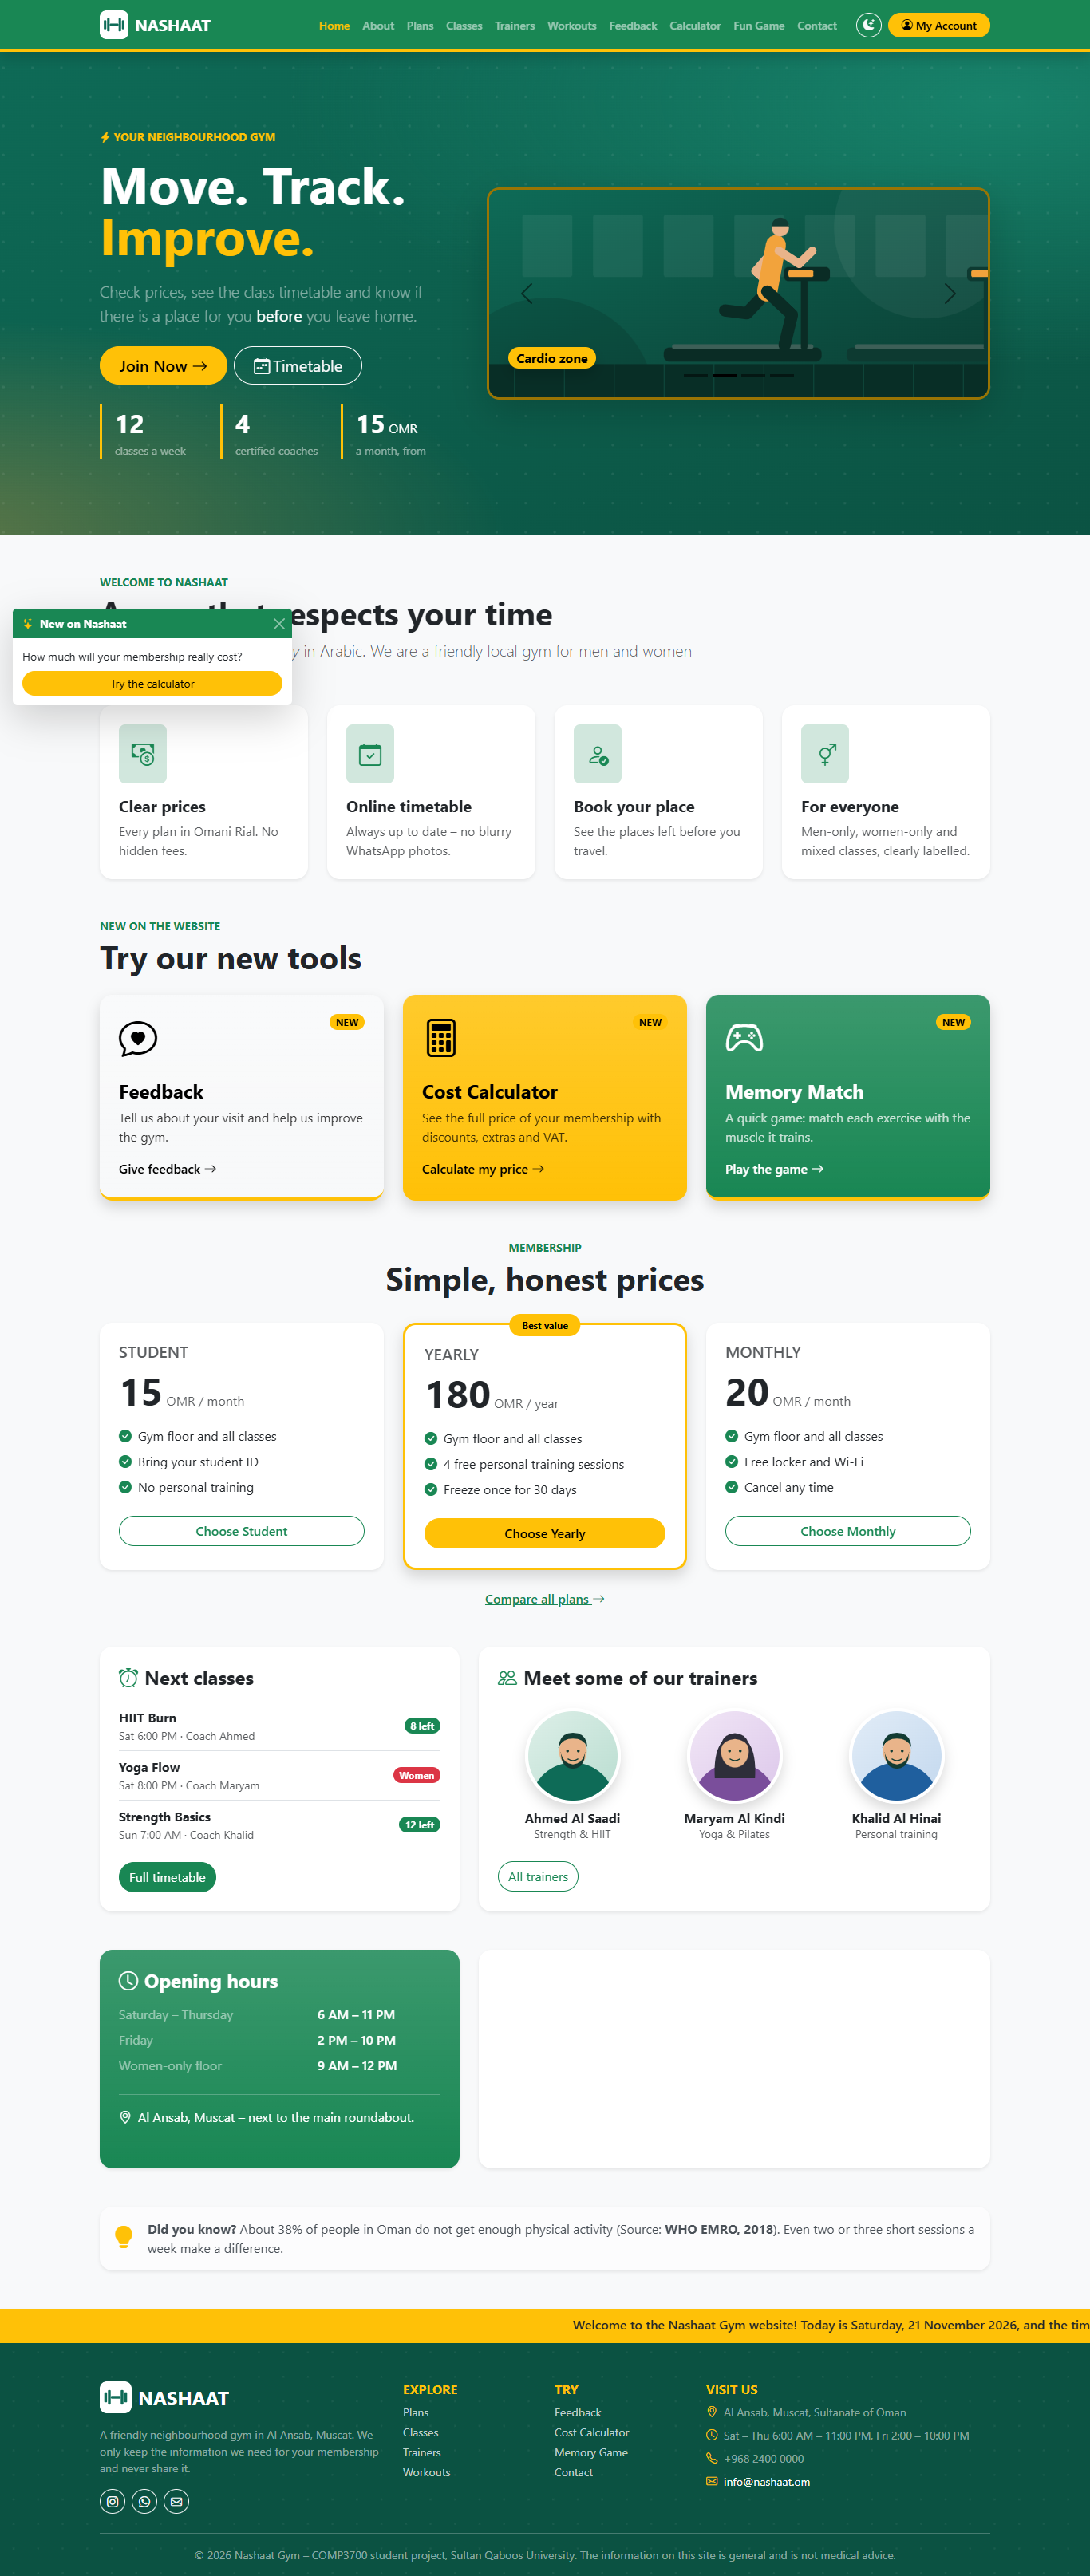 NASHAAT
Home About Plans Classes Trainers Workouts Feedback Calculator Fun Game Contact
My Account
YOUR NEIGHBOURHOOD GYM
Move. Track.
Improve.
Check prices, see the class timetable and know if
there is a place for you before you leave home.
Join Now →
Timetable
12
classes a week
4
certified coaches
15 OMR
a month, from
Cardio zone
WELCOME TO NASHAAT
espects your time
in Arabic. We are a friendly local gym for men and women
New on Nashaat
How much will your membership really cost?
Try the calculator
Clear prices
Every plan in Omani Rial. No
hidden fees.
Online timetable
Always up to date – no blurry
WhatsApp photos.
Book your place
See the places left before you
travel.
For everyone
Men-only, women-only and
mixed classes, clearly labelled.
NEW ON THE WEBSITE
Try our new tools
NEW
Feedback
Tell us about your visit and help us improve
the gym.
Give feedback →
NEW
Cost Calculator
See the full price of your membership with
discounts, extras and VAT.
Calculate my price →
NEW
Memory Match
A quick game: match each exercise with the
muscle it trains.
Play the game →
MEMBERSHIP
Simple, honest prices
STUDENT
15 OMR / month
Gym floor and all classes
Bring your student ID
No personal training
Choose Student
Best value
YEARLY
180 OMR / year
Gym floor and all classes
4 free personal training sessions
Freeze once for 30 days
Choose Yearly
MONTHLY
20 OMR / month
Gym floor and all classes
Free locker and Wi-Fi
Cancel any time
Choose Monthly
Compare all plans →
Next classes
HIIT Burn
Sat 6:00 PM · Coach Ahmed
8 left
Yoga Flow
Sat 8:00 PM · Coach Maryam
Women
Strength Basics
Sun 7:00 AM · Coach Khalid
12 left
Full timetable
Meet some of our trainers
Ahmed Al Saadi
Strength & HIIT
Maryam Al Kindi
Yoga & Pilates
Khalid Al Hinai
Personal training
All trainers
Opening hours
Saturday – Thursday 6 AM – 11 PM
Friday 2 PM – 10 PM
Women-only floor 9 AM – 12 PM
Al Ansab, Muscat – next to the main roundabout.
Did you know? About 38% of people in Oman do not get enough physical activity (Source: WHO EMRO, 2018). Even two or three short sessions a
week make a difference.
Welcome to the Nashaat Gym website! Today is Saturday, 21 November 2026, and the tim
NASHAAT
A friendly neighbourhood gym in Al Ansab, Muscat. We
only keep the information we need for your membership
and never share it.
EXPLORE
Plans
Classes
Trainers
Workouts
TRY
Feedback
Cost Calculator
Memory Game
Contact
VISIT US
Al Ansab, Muscat, Sultanate of Oman
Sat – Thu 6:00 AM – 11:00 PM, Fri 2:00 – 10:00 PM
+968 2400 0000
info@nashaat.om
© 2026 Nashaat Gym – COMP3700 student project, Sultan Qaboos University. The information on this site is general and is not medical advice.